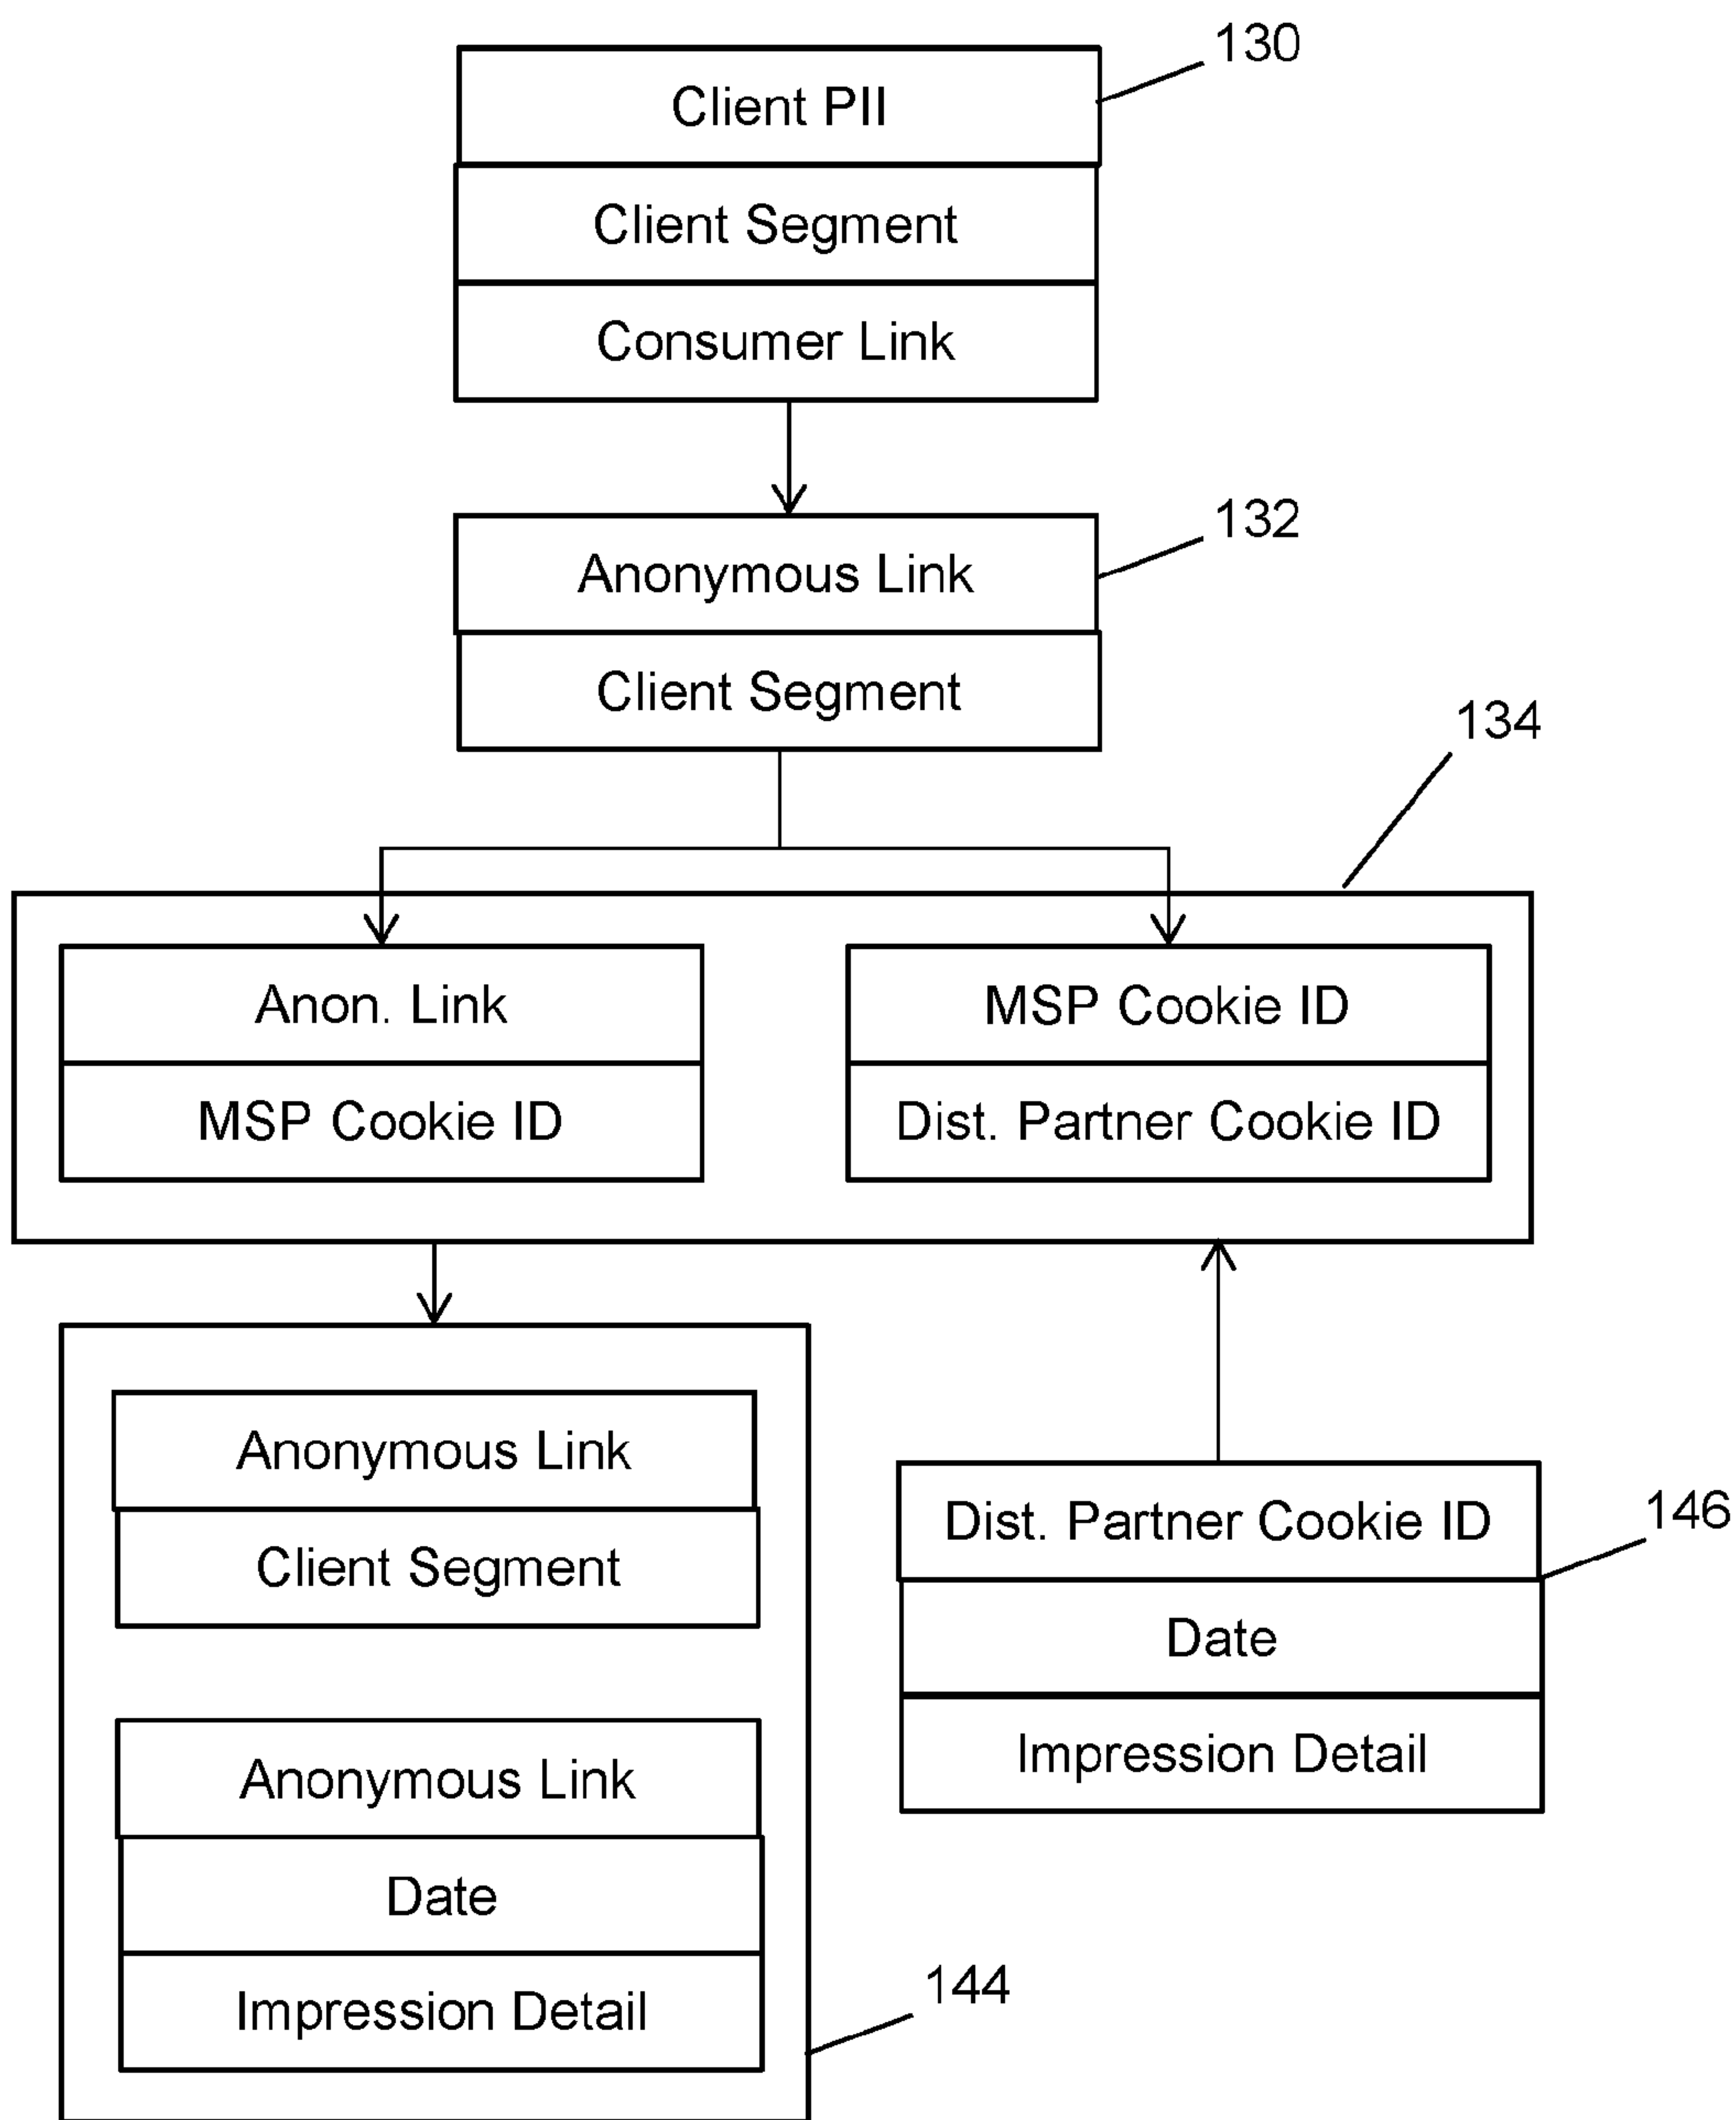 130
Client PII
Client Segment
Consumer Link
132
Anonymous Link
Client Segment
134
Anon. Link
MSP Cookie ID
MSP Cookie ID
Dist. Partner Cookie ID
Anonymous Link
Client Segment
Anonymous Link
Date
Impression Detail
144
146
Dist. Partner Cookie ID
Date
Impression Detail